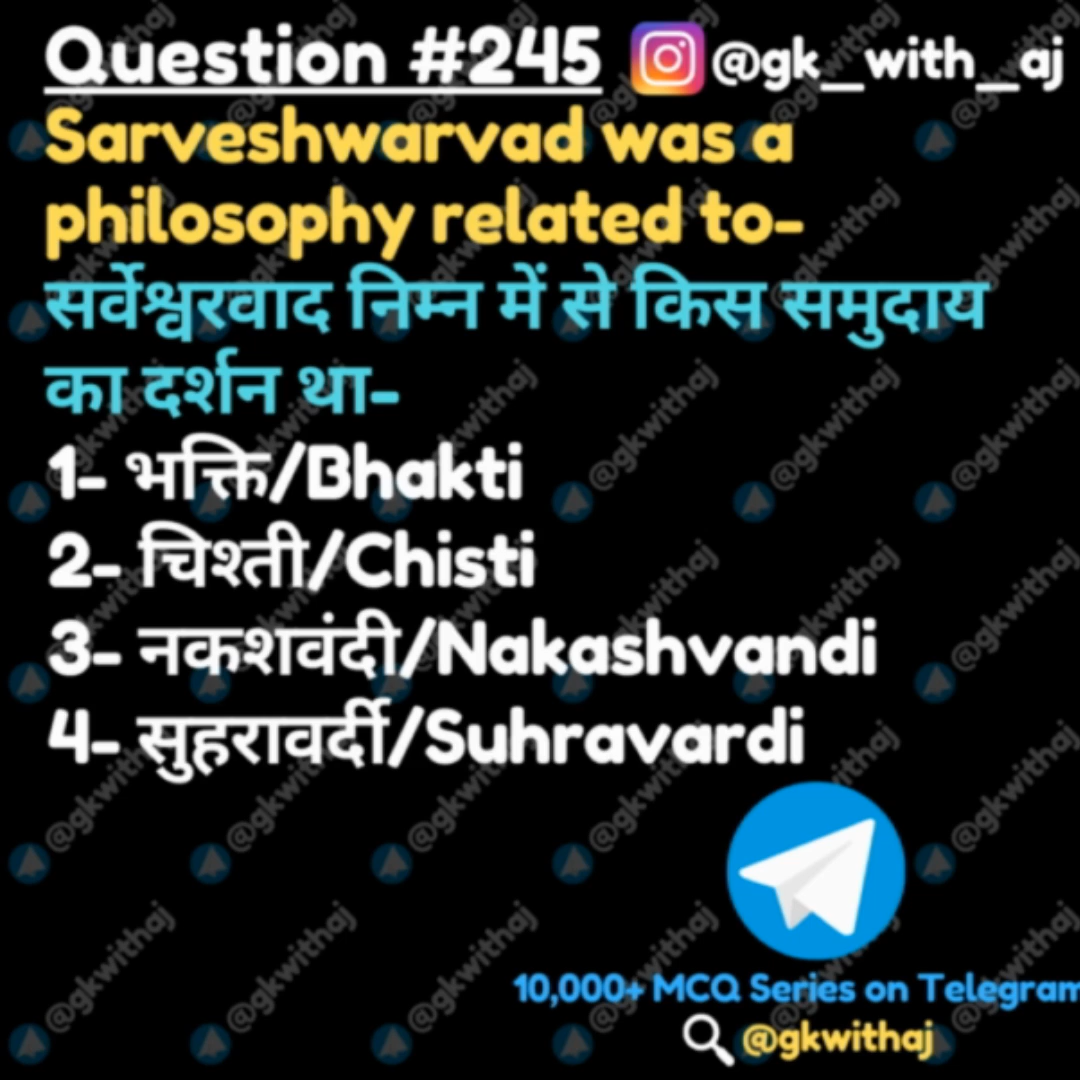 Question #245 @gk_with_aj
Sarveshwarvad was a
philosophy related to-
सर्वेश्वरवाद निम्न में से किस समुदाय
का दर्शन था-
1- भक्ति/Bhakti
2- चिश्ती/Chisti
3- नकशवंदी/Nakashvandi
4- सुहरावर्दी/Suhravardi
10,000+ MCQ Series on Telegram
@gkwithaj